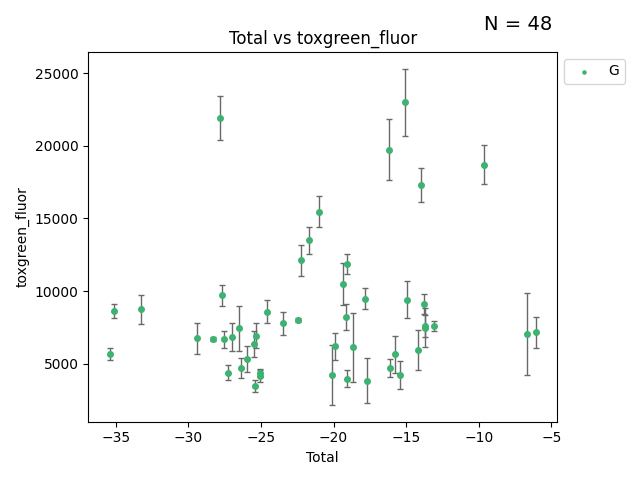 N = 48
Total vs toxgreen_fluor
G
25000
20000
15000
10000
5000
toxgreen_fluor
−35 −30 −25 −20 −15 −10 −5
Total